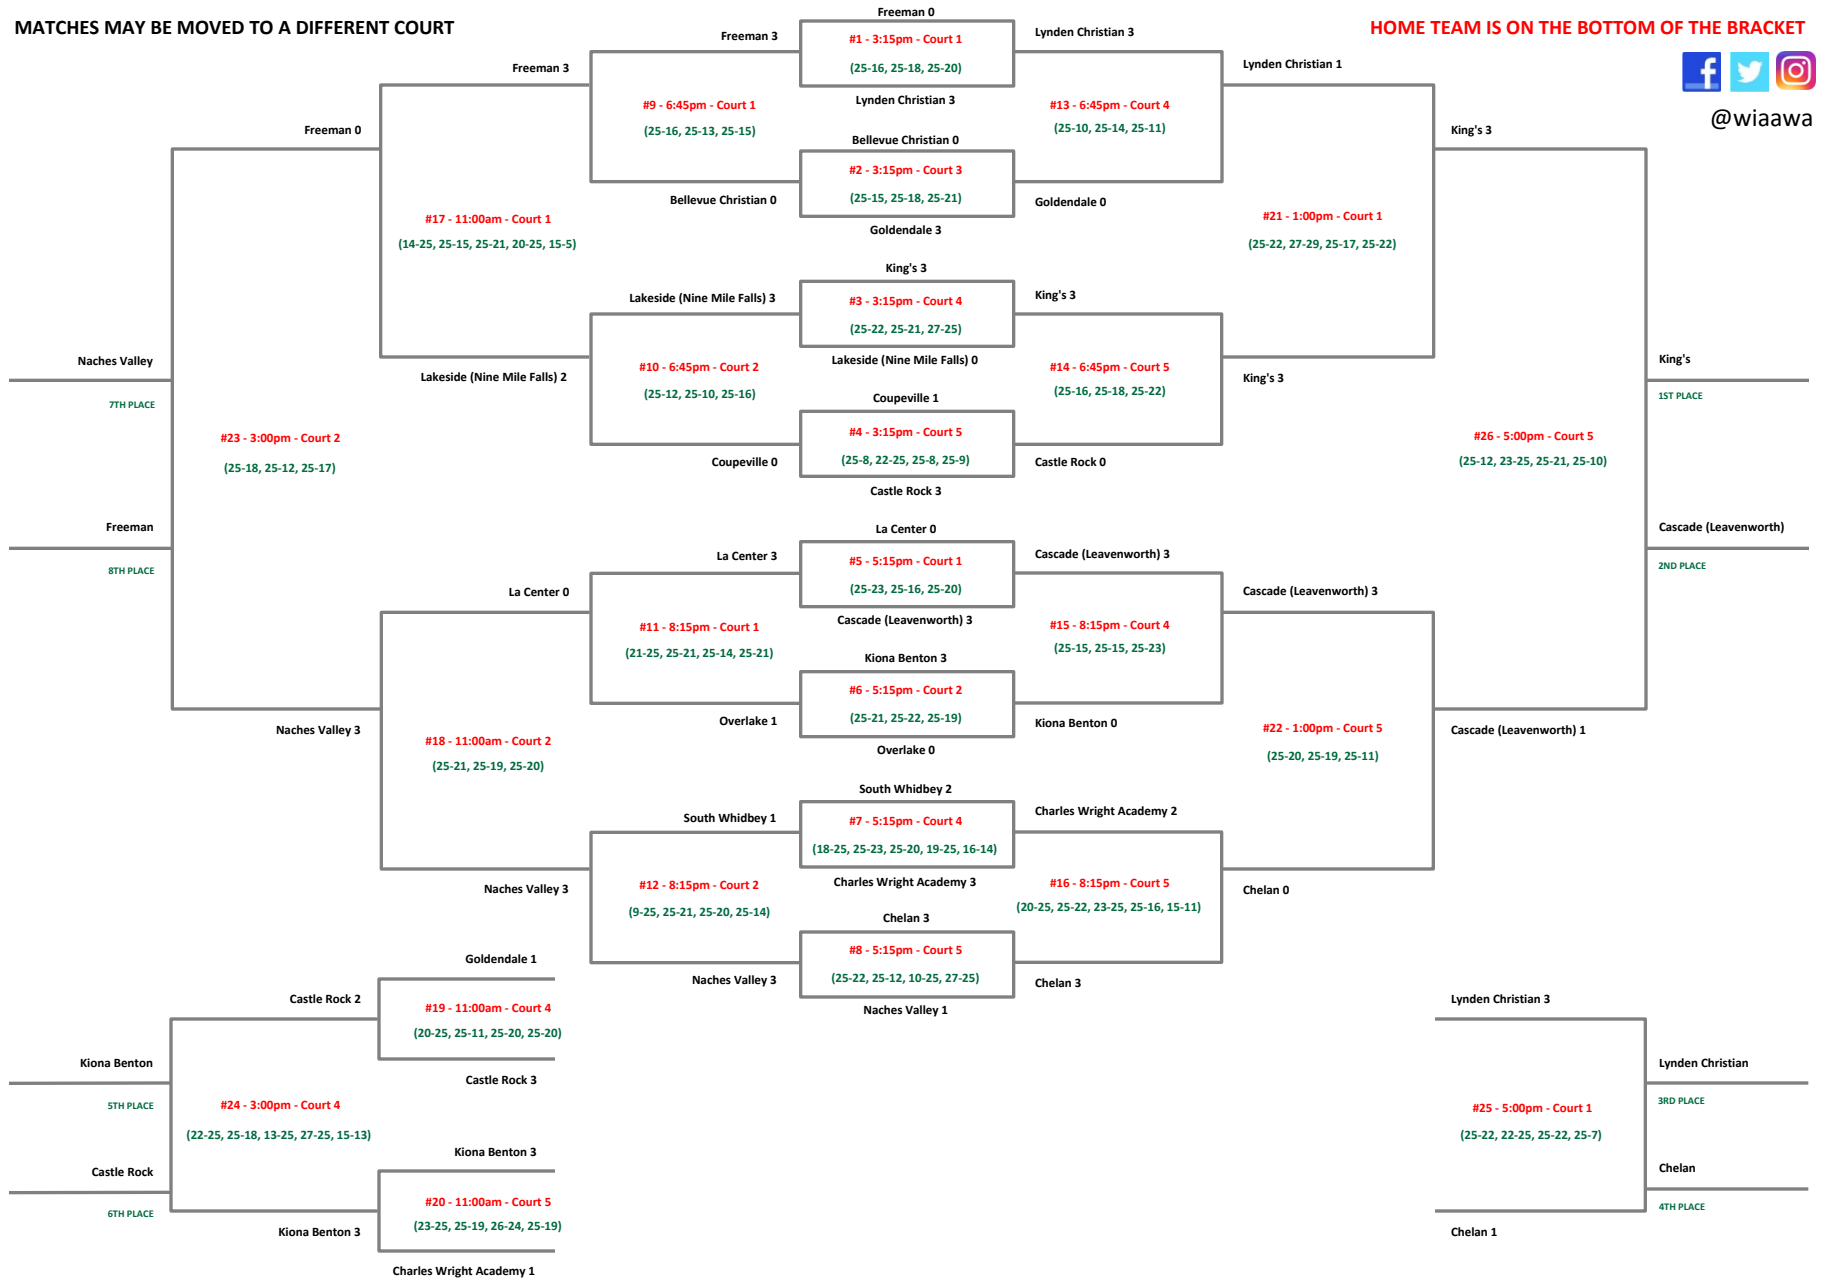 MATCHES MAY BE MOVED TO A DIFFERENT COURT
HOME TEAM IS ON THE BOTTOM OF THE BRACKET
@wiaawa
Freeman 0
#1 - 3:15pm - Court 1
(25-16, 25-18, 25-20)
Lynden Christian 3
Bellevue Christian 0
#2 - 3:15pm - Court 3
(25-15, 25-18, 25-21)
Goldendale 3
King's 3
#3 - 3:15pm - Court 4
(25-22, 25-21, 27-25)
Lakeside (Nine Mile Falls) 0
Coupeville 1
#4 - 3:15pm - Court 5
(25-8, 22-25, 25-8, 25-9)
Castle Rock 3
La Center 0
#5 - 5:15pm - Court 1
(25-23, 25-16, 25-20)
Cascade (Leavenworth) 3
Kiona Benton 3
#6 - 5:15pm - Court 2
(25-21, 25-22, 25-19)
Overlake 0
South Whidbey 2
#7 - 5:15pm - Court 4
(18-25, 25-23, 25-20, 19-25, 16-14)
Charles Wright Academy 3
Chelan 3
#8 - 5:15pm - Court 5
(25-22, 25-12, 10-25, 27-25)
Naches Valley 1
Freeman 3
#9 - 6:45pm - Court 1
(25-16, 25-13, 25-15)
Bellevue Christian 0
Lakeside (Nine Mile Falls) 3
#10 - 6:45pm - Court 2
(25-12, 25-10, 25-16)
Coupeville 0
La Center 3
#11 - 8:15pm - Court 1
(21-25, 25-21, 25-14, 25-21)
Overlake 1
South Whidbey 1
#12 - 8:15pm - Court 2
(9-25, 25-21, 25-20, 25-14)
Naches Valley 3
Lynden Christian 3
#13 - 6:45pm - Court 4
(25-10, 25-14, 25-11)
Goldendale 0
King's 3
#14 - 6:45pm - Court 5
(25-16, 25-18, 25-22)
Castle Rock 0
Cascade (Leavenworth) 3
#15 - 8:15pm - Court 4
(25-15, 25-15, 25-23)
Kiona Benton 0
Charles Wright Academy 2
#16 - 8:15pm - Court 5
(20-25, 25-22, 23-25, 25-16, 15-11)
Chelan 3
Freeman 3
#17 - 11:00am - Court 1
(14-25, 25-15, 25-21, 20-25, 15-5)
Lakeside (Nine Mile Falls) 2
La Center 0
#18 - 11:00am - Court 2
(25-21, 25-19, 25-20)
Naches Valley 3
Goldendale 1
#19 - 11:00am - Court 4
(20-25, 25-11, 25-20, 25-20)
Castle Rock 3
Kiona Benton 3
#20 - 11:00am - Court 5
(23-25, 25-19, 26-24, 25-19)
Charles Wright Academy 1
Lynden Christian 1
#21 - 1:00pm - Court 1
(25-22, 27-29, 25-17, 25-22)
King's 3
Cascade (Leavenworth) 3
#22 - 1:00pm - Court 5
(25-20, 25-19, 25-11)
Chelan 0
Freeman 0
#23 - 3:00pm - Court 2
(25-18, 25-12, 25-17)
Naches Valley 3
Naches Valley
7TH PLACE
Freeman
8TH PLACE
Castle Rock 2
#24 - 3:00pm - Court 4
(22-25, 25-18, 13-25, 27-25, 15-13)
Kiona Benton 3
Kiona Benton
5TH PLACE
Castle Rock
6TH PLACE
Lynden Christian 3
#25 - 5:00pm - Court 1
(25-22, 22-25, 25-22, 25-7)
Chelan 1
Lynden Christian
3RD PLACE
Chelan
4TH PLACE
King's 3
#26 - 5:00pm - Court 5
(25-12, 23-25, 25-21, 25-10)
Cascade (Leavenworth) 1
King's
1ST PLACE
Cascade (Leavenworth)
2ND PLACE